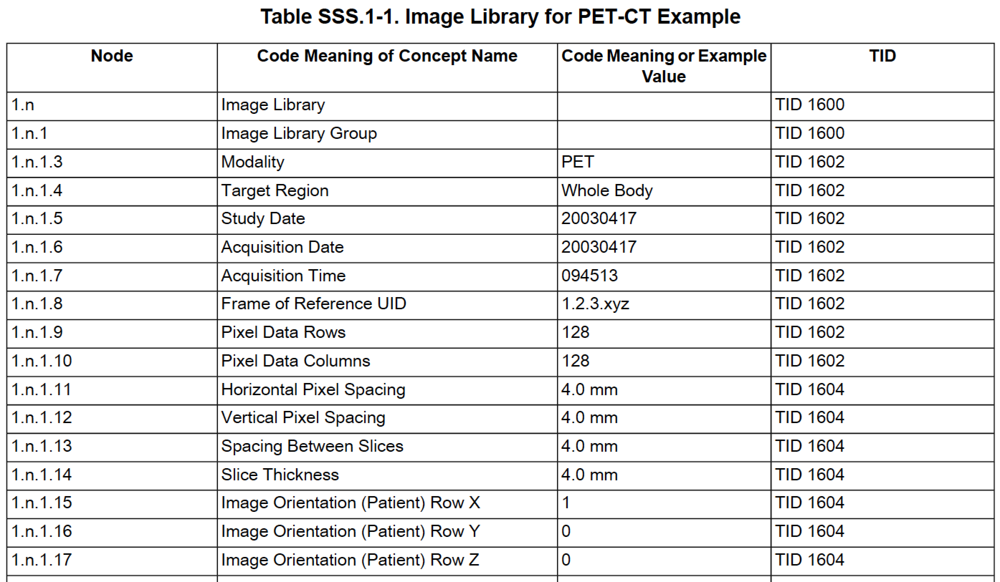 Table SSS.1-1. Image Library for PET-CT Example
Node Code Meaning of Concept Name Code Meaning or Example Value TID
1.n Image Library TID 1600
1.n.1 Image Library Group TID 1600
1.n.1.3 Modality PET TID 1602
1.n.1.4 Target Region Whole Body TID 1602
1.n.1.5 Study Date 20030417 TID 1602
1.n.1.6 Acquisition Date 20030417 TID 1602
1.n.1.7 Acquisition Time 094513 TID 1602
1.n.1.8 Frame of Reference UID 1.2.3.xyz TID 1602
1.n.1.9 Pixel Data Rows 128 TID 1602
1.n.1.10 Pixel Data Columns 128 TID 1602
1.n.1.11 Horizontal Pixel Spacing 4.0 mm TID 1604
1.n.1.12 Vertical Pixel Spacing 4.0 mm TID 1604
1.n.1.13 Spacing Between Slices 4.0 mm TID 1604
1.n.1.14 Slice Thickness 4.0 mm TID 1604
1.n.1.15 Image Orientation (Patient) Row X 1 TID 1604
1.n.1.16 Image Orientation (Patient) Row Y 0 TID 1604
1.n.1.17 Image Orientation (Patient) Row Z 0 TID 1604